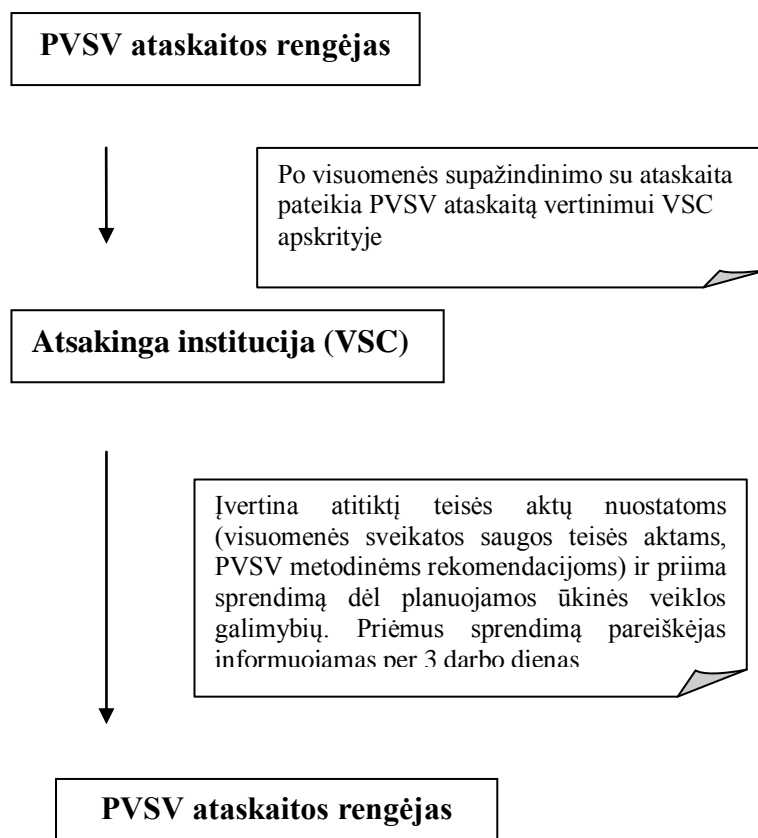 PVSV ataskaitos rengėjas
Po visuomenės supažindinimo su ataskaita
pateikia PVSV ataskaitą vertinimui VSC
apskrityje
Atsakinga institucija (VSC)
Įvertina atitiktį teisės aktų nuostatoms
(visuomenės sveikatos saugos teisės aktams,
PVSV metodinėms rekomendacijoms) ir priima
sprendimą dėl planuojamos ūkinės veiklos
galimybių. Priėmus sprendimą pareiškėjas
informuojamas per 3 darbo dienas
PVSV ataskaitos rengėjas